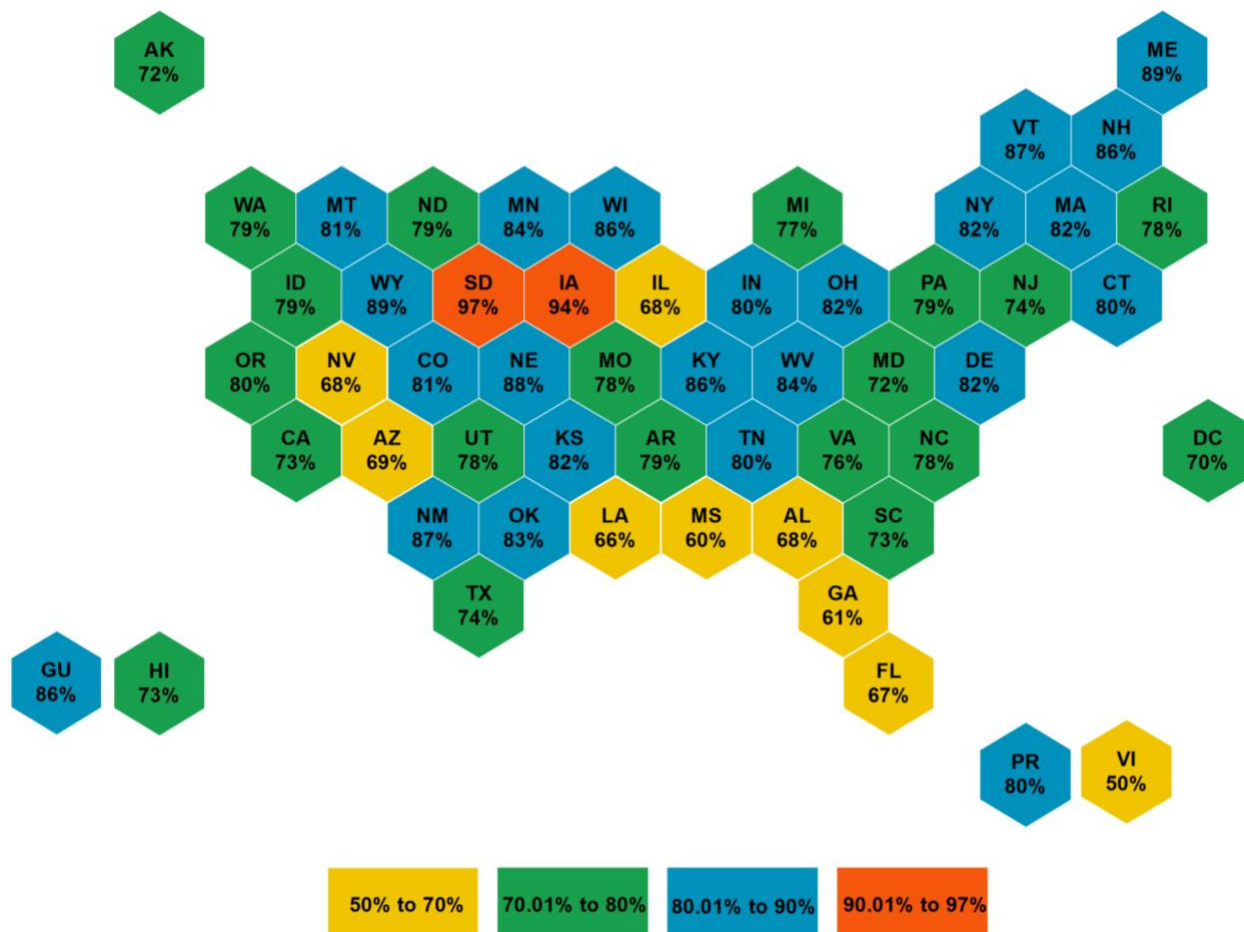 AK
72%
ME
89%
VT
87%
NH
86%
WA
79%
MT
81%
ND
79%
MN
84%
WI
86%
MI
77%
NY
82%
MA
82%
RI
78%
ID
79%
WY
89%
SD
97%
IA
94%
IL
68%
IN
80%
OH
82%
PA
79%
NJ
74%
CT
80%
OR
80%
NV
68%
CO
81%
NE
88%
MO
78%
KY
86%
WV
84%
MD
72%
DE
82%
CA
73%
AZ
69%
UT
78%
KS
82%
AR
79%
TN
80%
VA
76%
NC
78%
DC
70%
NM
87%
OK
83%
LA
66%
MS
60%
AL
68%
SC
73%
TX
74%
GA
61%
GU
86%
HI
73%
FL
67%
PR
80%
VI
50%
50% to 70%
70.01% to 80%
80.01% to 90%
90.01% to 97%